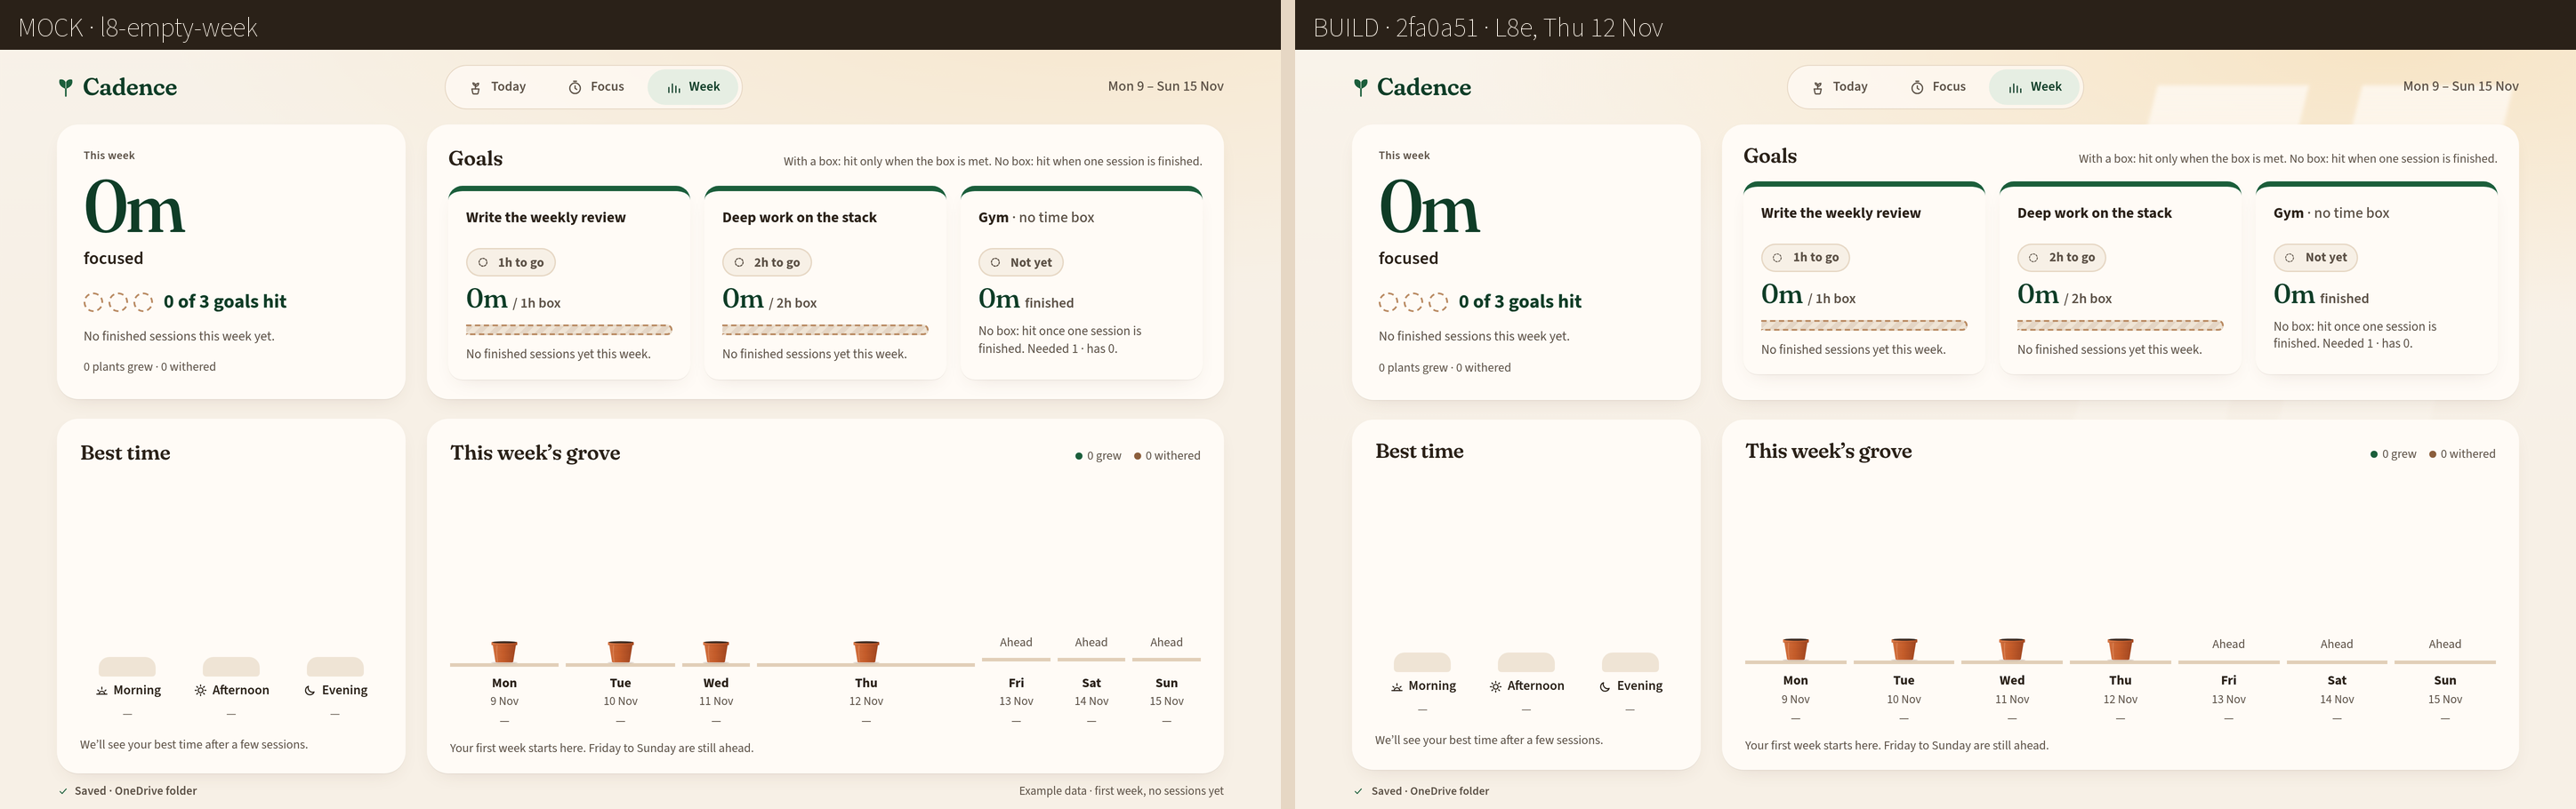 MOCK · l8-empty-week
Cadence
Today Focus Week
Mon 9 – Sun 15 Nov
This week
0m
focused
0 of 3 goals hit
No finished sessions this week yet.
0 plants grew · 0 withered
Goals
With a box: hit only when the box is met. No box: hit when one session is finished.
Write the weekly review
1h to go
0m / 1h box
No finished sessions yet this week.
Deep work on the stack
2h to go
0m / 2h box
No finished sessions yet this week.
Gym · no time box
Not yet
0m finished
No box: hit once one session is
finished. Needed 1 · has 0.
Best time
Morning Afternoon Evening
— — —
We’ll see your best time after a few sessions.
This week’s grove
0 grew 0 withered
Ahead Ahead Ahead
Mon Tue Wed Thu Fri Sat Sun
9 Nov 10 Nov 11 Nov 12 Nov 13 Nov 14 Nov 15 Nov
— — — — — — —
Your first week starts here. Friday to Sunday are still ahead.
Saved · OneDrive folder
Example data · first week, no sessions yet
BUILD · 2fa0a51 · L8e, Thu 12 Nov
Cadence
Today Focus Week
Mon 9 – Sun 15 Nov
This week
0m
focused
0 of 3 goals hit
No finished sessions this week yet.
0 plants grew · 0 withered
Goals
With a box: hit only when the box is met. No box: hit when one session is finished.
Write the weekly review
1h to go
0m / 1h box
No finished sessions yet this week.
Deep work on the stack
2h to go
0m / 2h box
No finished sessions yet this week.
Gym · no time box
Not yet
0m finished
No box: hit once one session is
finished. Needed 1 · has 0.
Best time
Morning Afternoon Evening
— — —
We’ll see your best time after a few sessions.
This week’s grove
0 grew 0 withered
Ahead Ahead Ahead
Mon Tue Wed Thu Fri Sat Sun
9 Nov 10 Nov 11 Nov 12 Nov 13 Nov 14 Nov 15 Nov
— — — — — — —
Your first week starts here. Friday to Sunday are still ahead.
Saved · OneDrive folder